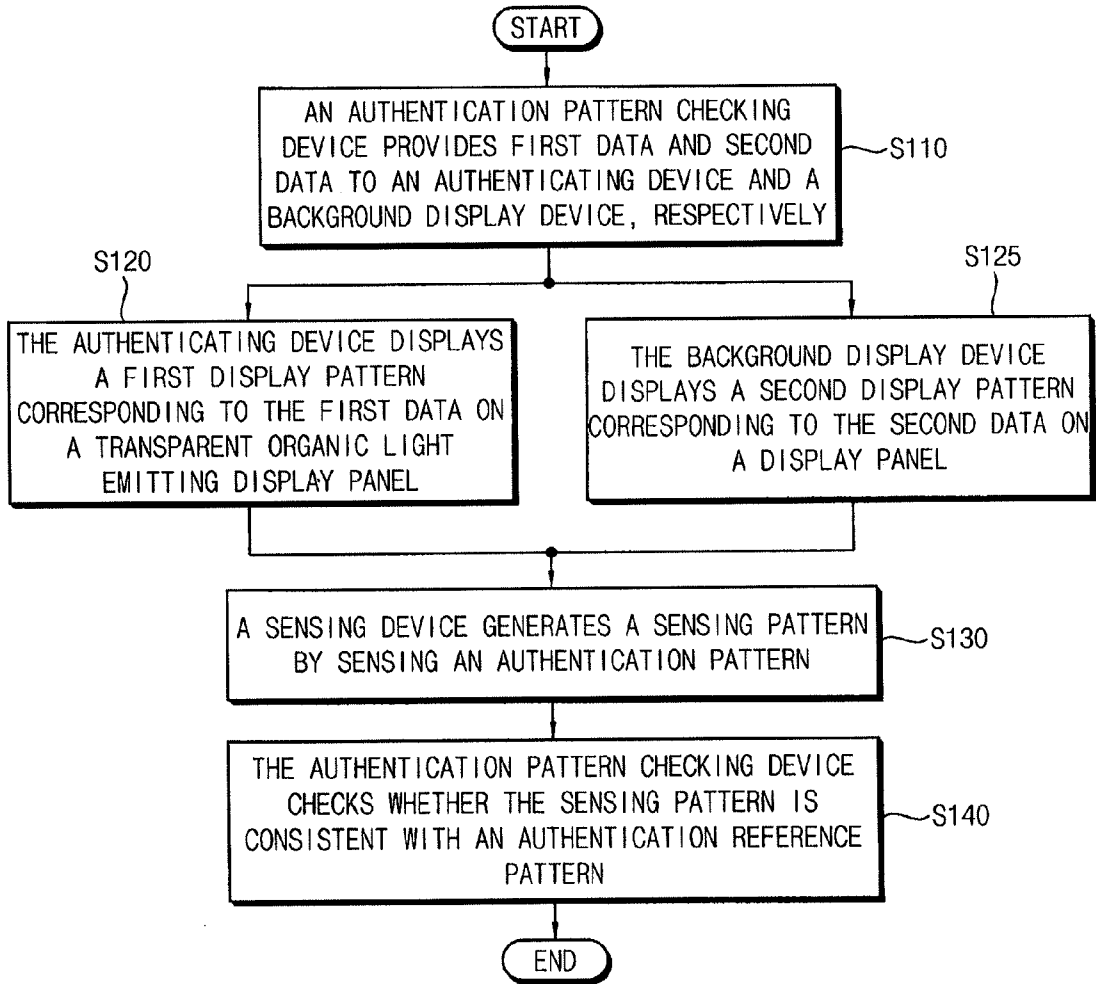 START
AN AUTHENTICATION PATTERN CHECKING
DEVICE PROVIDES FIRST DATA AND SECOND
DATA TO AN AUTHENTICATING DEVICE AND A
BACKGROUND DISPLAY DEVICE, RESPECTIVELY
S110
S120
THE AUTHENTICATING DEVICE DISPLAYS
A FIRST DISPLAY PATTERN
CORRESPONDING TO THE FIRST DATA ON
A TRANSPARENT ORGANIC LIGHT
EMITTING DISPLAY PANEL
S125
THE BACKGROUND DISPLAY DEVICE
DISPLAYS A SECOND DISPLAY PATTERN
CORRESPONDING TO THE SECOND DATA ON
A DISPLAY PANEL
A SENSING DEVICE GENERATES A SENSING PATTERN
BY SENSING AN AUTHENTICATION PATTERN
S130
THE AUTHENTICATION PATTERN CHECKING DEVICE
CHECKS WHETHER THE SENSING PATTERN IS
CONSISTENT WITH AN AUTHENTICATION REFERENCE
PATTERN
S140
END